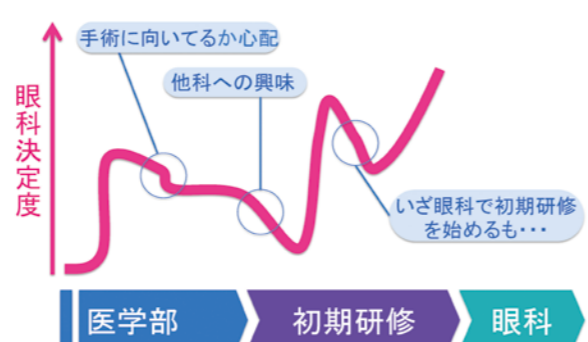 手術に向いてるか心配
他科への興味
眼科決定度
いざ眼科で初期研修
を始めるも･･･
医学部
初期研修
眼科